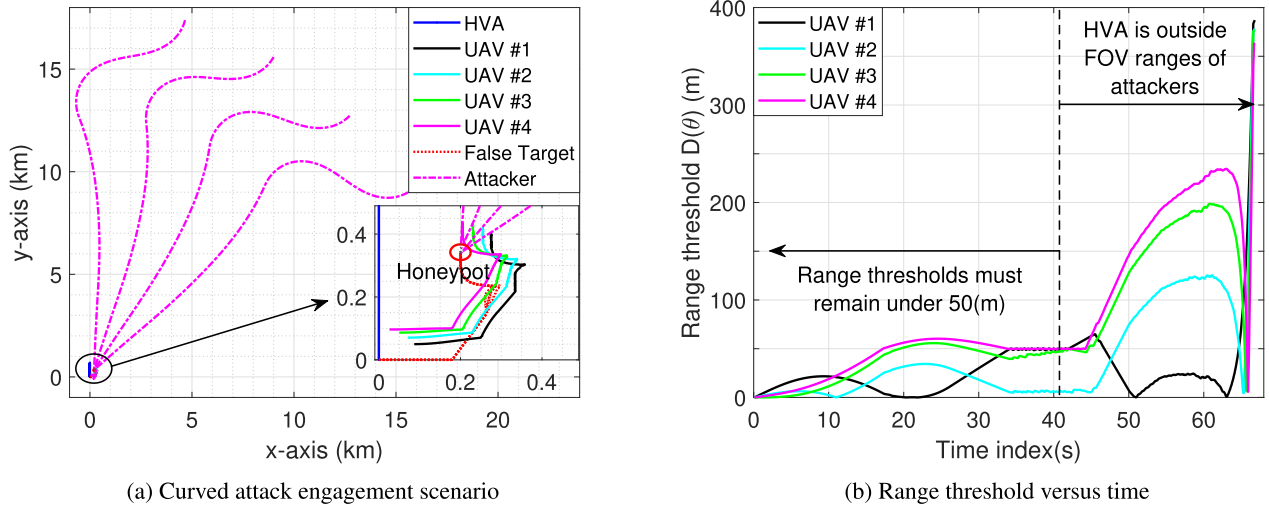 y-axis (km)
15
10
5
0
0
5
10
15
20
x-axis (km)
HVA
UAV #1
UAV #2
UAV #3
UAV #4
False Target
Attacker
0.4
0.2
0
0
0.2
0.4
Honeypot
(a) Curved attack engagement scenario
Range threshold D(θ) (m)
400
300
200
100
0
0
10
20
30
40
50
60
Time index(s)
UAV #1
UAV #2
UAV #3
UAV #4
HVA is outside
FOV ranges of
attackers
Range thresholds must
remain under 50(m)
(b) Range threshold versus time